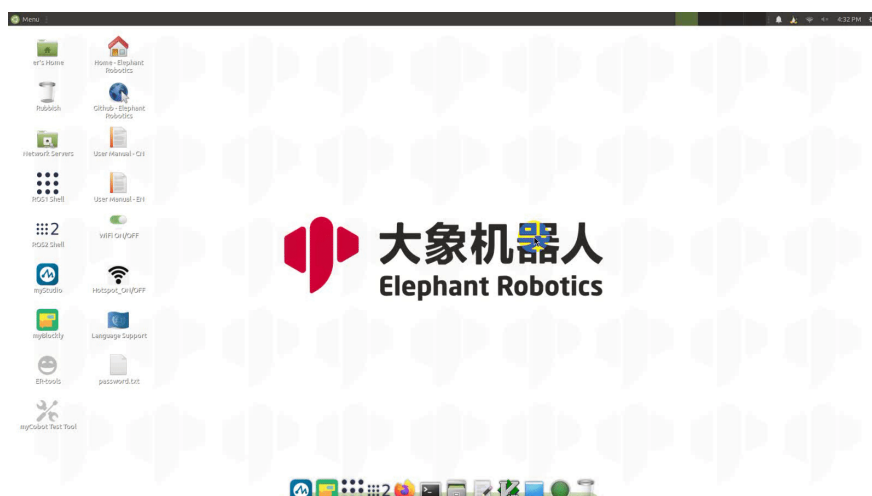 Menu
4:32 PM
er's Home
Home - Elephant
Robotics
Rubbish
Github - Elephant
Robotics
Network Servers
User Manual - CN
ROS1 Shell
User Manual - EN
2
ROS2 Shell
WIFI ON/OFF
myStudio
Hotspot_ON/OFF
myBlockly
Language Support
ER-tools
password.txt
myCobot Test Tool
大象机器人
Elephant Robotics
2